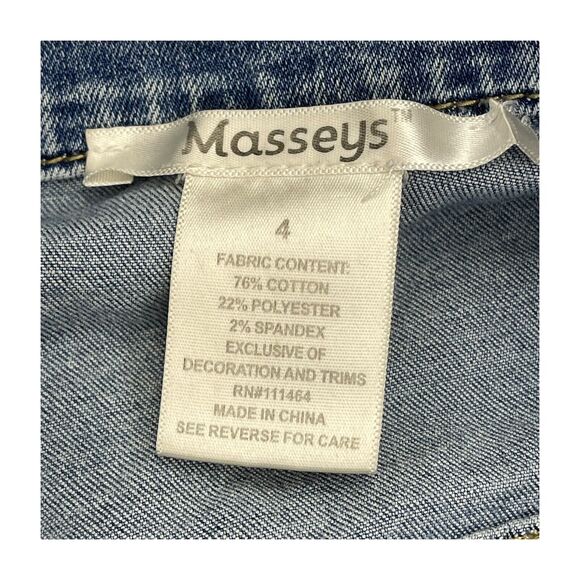 Masseys™
4
FABRIC CONTENT:
76% COTTON
22% POLYESTER
2% SPANDEX
EXCLUSIVE OF
DECORATION AND TRIMS
RN#111464
MADE IN CHINA
SEE REVERSE FOR CARE